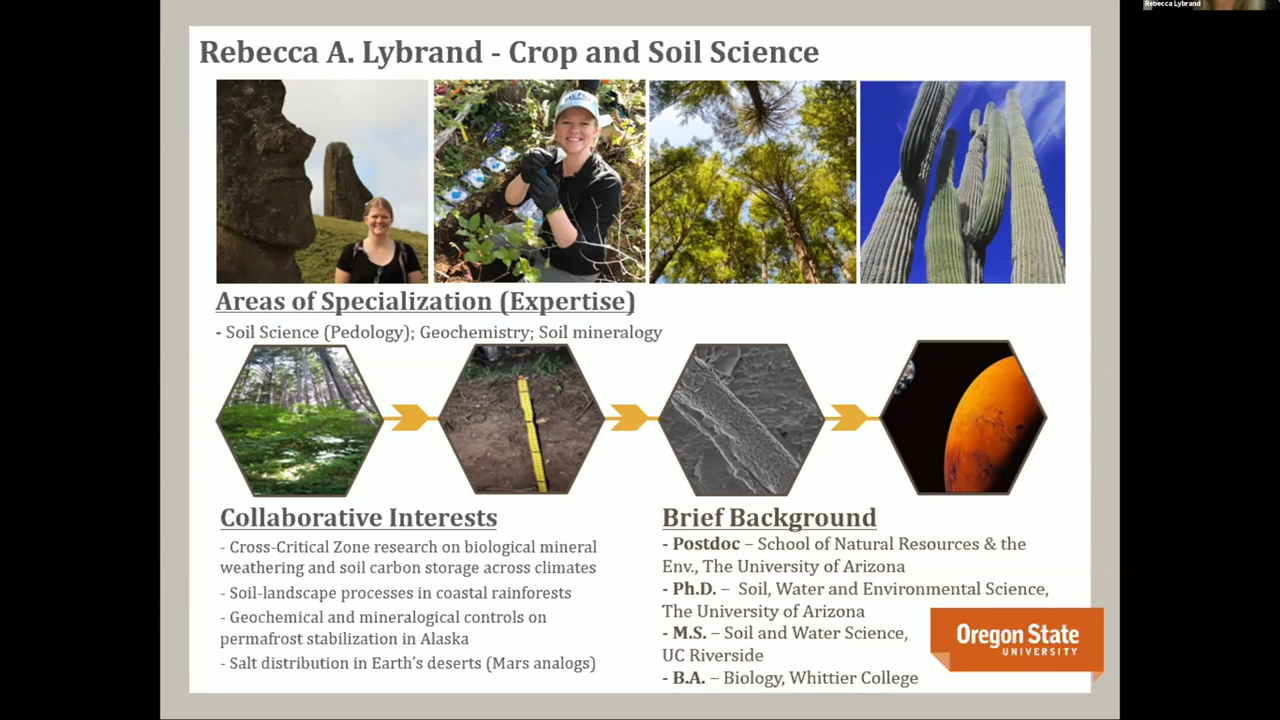 Rebecca Lybrand
Rebecca A. Lybrand - Crop and Soil Science
Areas of Specialization (Expertise)
- Soil Science (Pedology); Geochemistry; Soil mineralogy
Collaborative Interests
- Cross-Critical Zone research on biological mineral
weathering and soil carbon storage across climates
- Soil-landscape processes in coastal rainforests
- Geochemical and mineralogical controls on
permafrost stabilization in Alaska
- Salt distribution in Earth's deserts (Mars analogs)
Brief Background
- Postdoc – School of Natural Resources & the
Env., The University of Arizona
- Ph.D. – Soil, Water and Environmental Science,
The University of Arizona
- M.S. – Soil and Water Science,
UC Riverside
- B.A. – Biology, Whittier College
Oregon State
UNIVERSITY